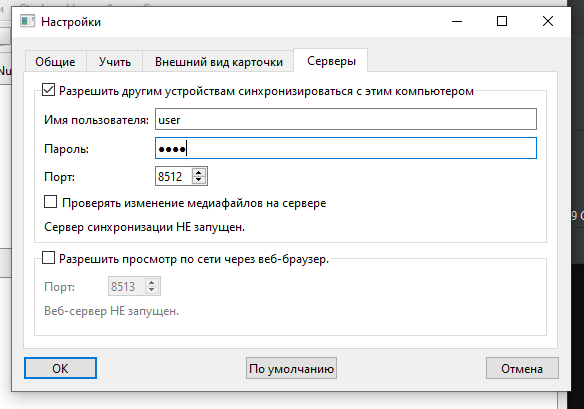 Настройки
Общие
Учить
Внешний вид карточки
Серверы
Разрешить другим устройствам синхронизироваться с этим компьютером
Имя пользователя: user
Пароль: ●●●●
Порт: 8512
Проверять изменение медиафайлов на сервере
Сервер синхронизации НЕ запущен.
Разрешить просмотр по сети через веб-браузер.
Порт: 8513
Веб-сервер НЕ запущен.
ОК
По умолчанию
Отмена